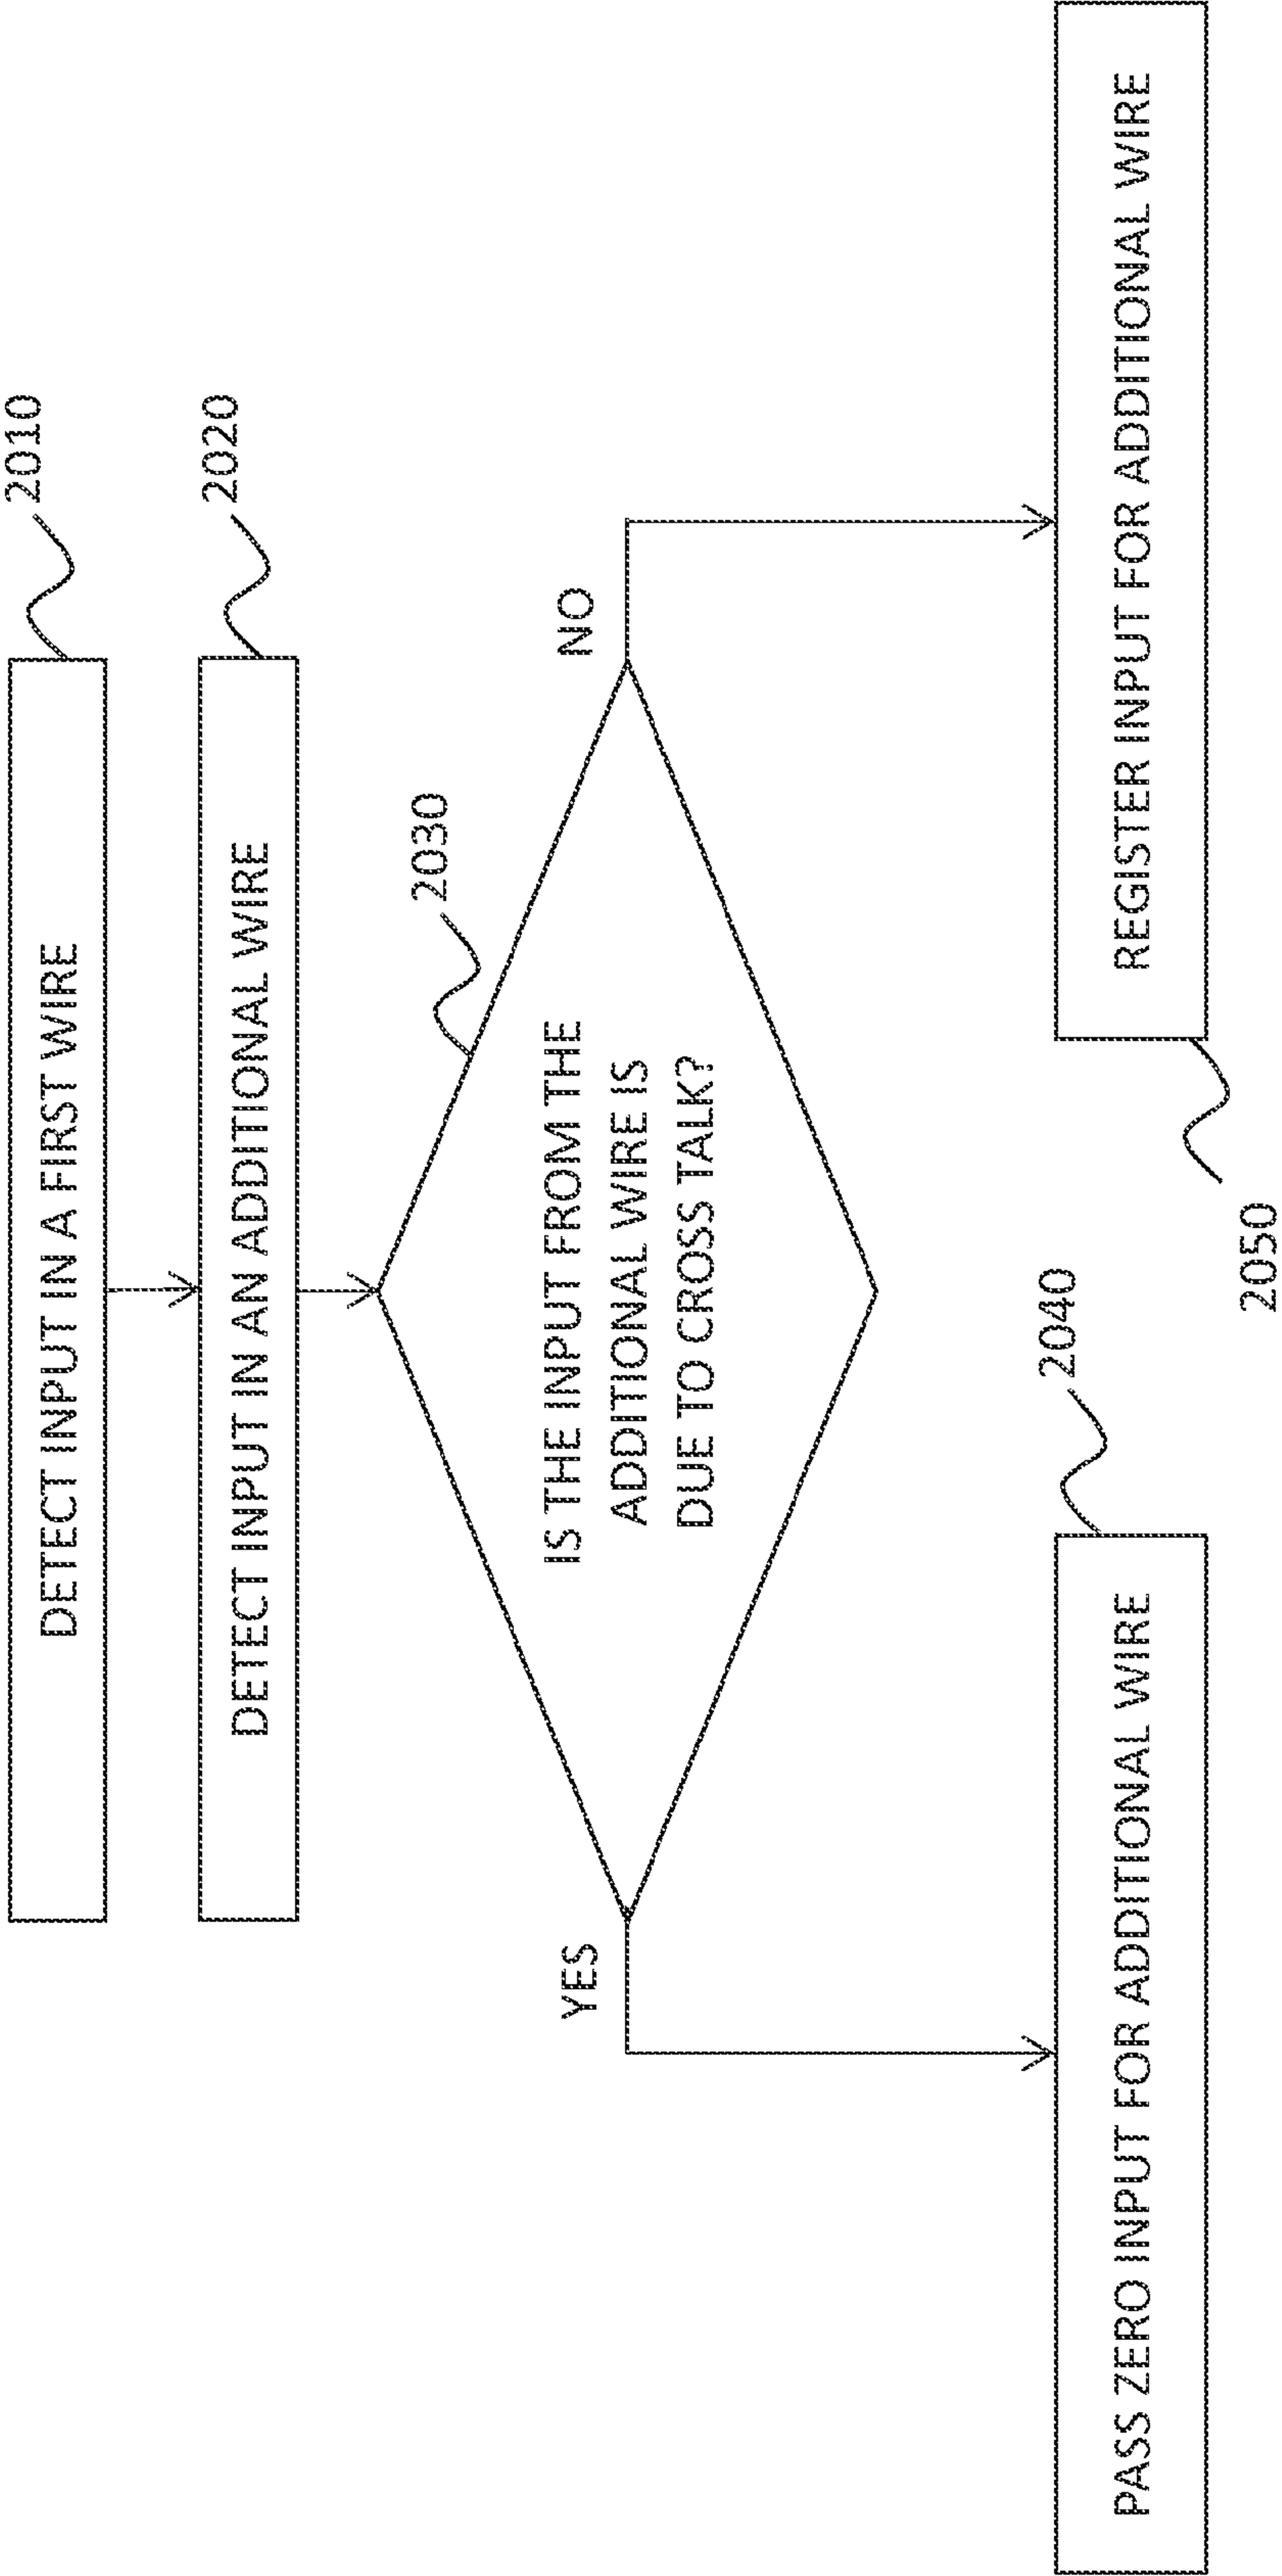 DETECT INPUT IN A FIRST WIRE
2010
DETECT INPUT IN AN ADDITIONAL WIRE
2020
2030
IS THE INPUT FROM THE
ADDITIONAL WIRE IS
DUE TO CROSS TALK?
YES
NO
PASS ZERO INPUT FOR ADDITIONAL WIRE
2040
REGISTER INPUT FOR ADDITIONAL WIRE
2050